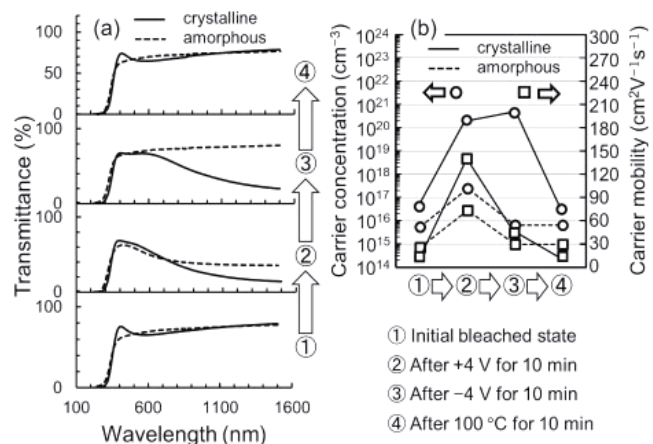 (a)
crystalline
amorphous
100
50
0
④
100
0
③
100
0
②
100
0
①
100 600 1100 1600
Wavelength (nm)
Transmittance (%)
(b)
crystalline
amorphous
10²⁴
10²³
10²²
10²¹
10²⁰
10¹⁹
10¹⁸
10¹⁷
10¹⁶
10¹⁵
10¹⁴
Carrier concentration (cm⁻³)
300
270
240
210
180
150
120
90
60
30
0
Carrier mobility (cm²V⁻¹s⁻¹)
① ② ③ ④
① Initial bleached state
② After +4 V for 10 min
③ After −4 V for 10 min
④ After 100 °C for 10 min